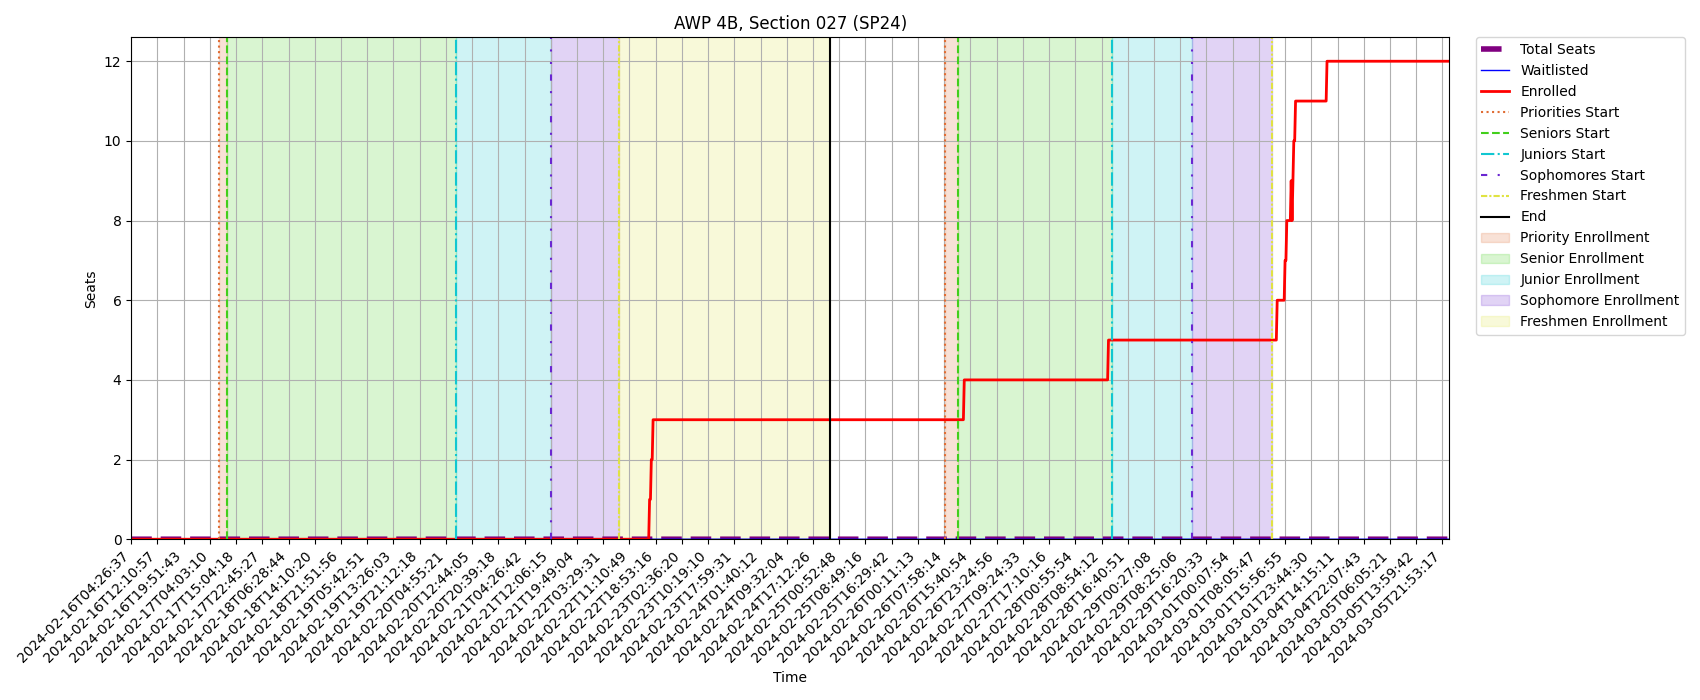 AWP 4B, Section 027 (SP24)
Seats
12
10
8
6
4
2
0
2024-02-16T04:26:37
2024-02-16T12:10:57
2024-02-16T19:51:43
2024-02-17T04:03:10
2024-02-17T15:04:18
2024-02-17T22:45:27
2024-02-18T06:28:44
2024-02-18T14:10:20
2024-02-18T21:51:56
2024-02-19T05:42:51
2024-02-19T13:26:03
2024-02-19T21:12:18
2024-02-20T04:55:21
2024-02-20T12:44:05
2024-02-20T20:39:18
2024-02-21T04:26:42
2024-02-21T12:06:15
2024-02-21T19:49:04
2024-02-22T03:29:31
2024-02-22T11:10:49
2024-02-22T18:53:16
2024-02-23T02:36:20
2024-02-23T10:19:10
2024-02-23T17:59:31
2024-02-24T01:40:12
2024-02-24T09:32:04
2024-02-24T17:12:26
2024-02-25T00:52:48
2024-02-25T08:49:16
2024-02-25T16:29:42
2024-02-26T00:11:13
2024-02-26T07:58:14
2024-02-26T15:40:54
2024-02-26T23:24:56
2024-02-27T09:24:33
2024-02-27T17:10:16
2024-02-28T00:55:54
2024-02-28T08:54:12
2024-02-28T16:40:51
2024-02-29T00:27:08
2024-02-29T08:25:06
2024-02-29T16:20:33
2024-03-01T00:07:54
2024-03-01T08:05:47
2024-03-01T15:56:55
2024-03-01T23:44:30
2024-03-04T14:15:11
2024-03-04T22:07:43
2024-03-05T06:05:21
2024-03-05T13:59:42
2024-03-05T21:53:17
Time
Total Seats
Waitlisted
Enrolled
Priorities Start
Seniors Start
Juniors Start
Sophomores Start
Freshmen Start
End
Priority Enrollment
Senior Enrollment
Junior Enrollment
Sophomore Enrollment
Freshmen Enrollment